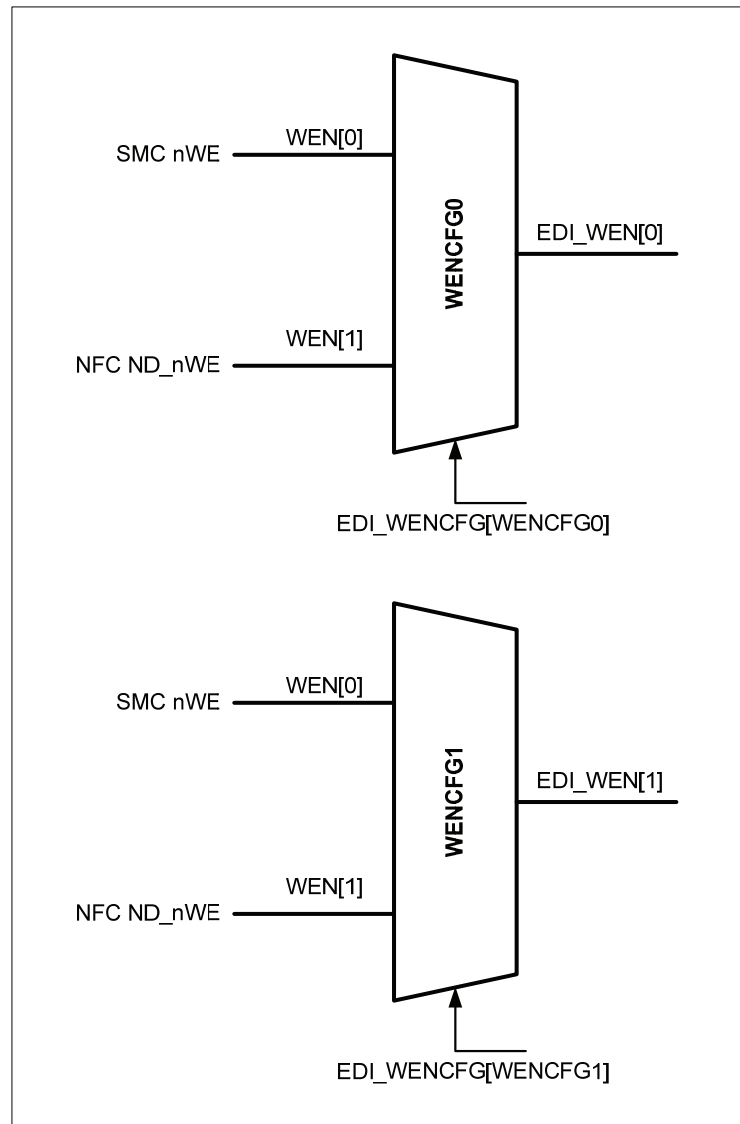 SMC nWE
WEN[0]
WENCFG0
EDI_WEN[0]
NFC ND_nWE
WEN[1]
EDI_WENCFG[WENCFG0]
SMC nWE
WEN[0]
WENCFG1
EDI_WEN[1]
NFC ND_nWE
WEN[1]
EDI_WENCFG[WENCFG1]